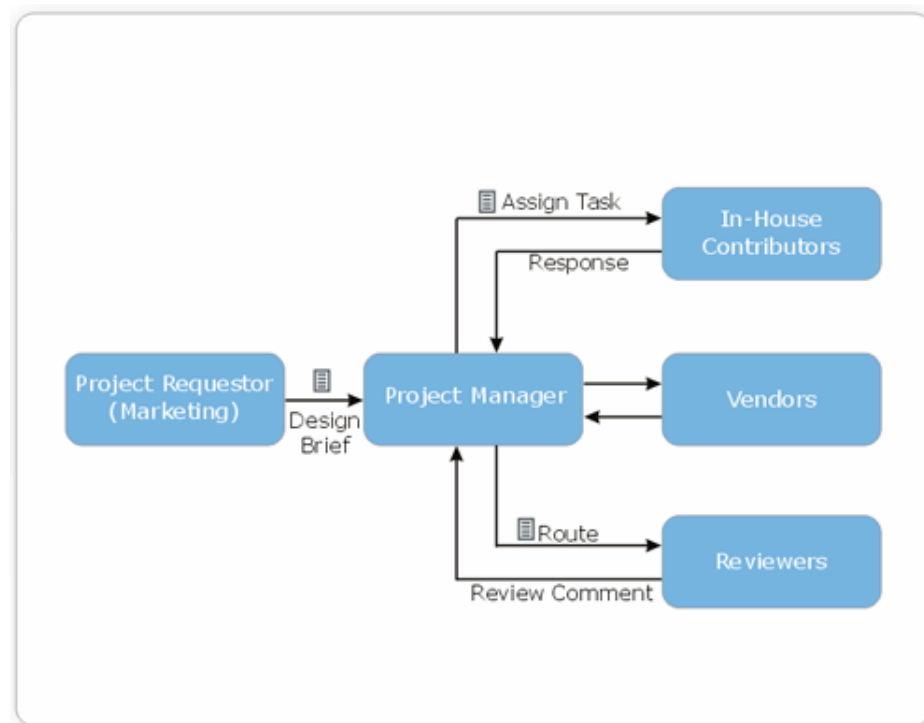 Assign Task
In-House
Contributors
Response
Project Requestor
(Marketing)
Design
Brief
Project Manager
Vendors
Route
Reviewers
Review Comment